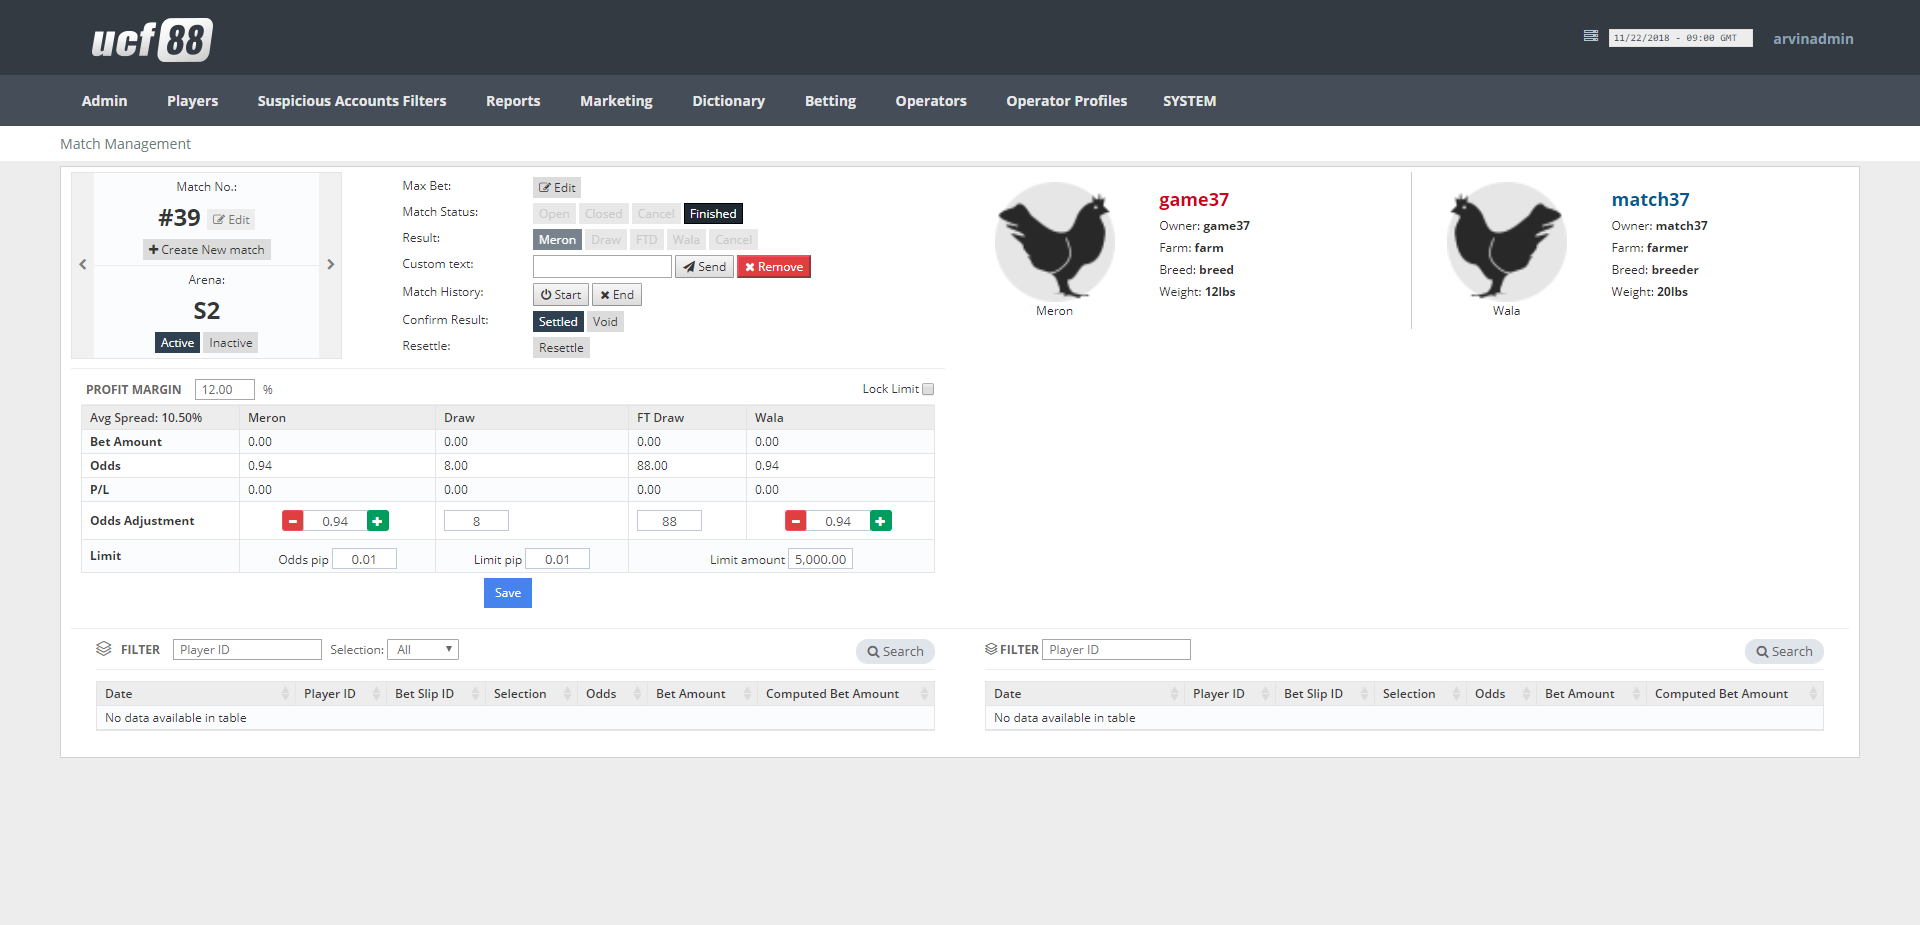 ucf 88
11/22/2018 - 09:00 GMT
arvinadmin
Admin Players Suspicious Accounts Filters Reports Marketing Dictionary Betting Operators Operator Profiles SYSTEM
Match Management
Match No.:
#39 Edit
Create New match
Arena:
S2
Active Inactive
Max Bet: Edit
Match Status: Open Closed Cancel Finished
Result: Meron Draw FTD Wala Cancel
Custom text: Send Remove
Match History: Start End
Confirm Result: Settled Void
Resettle: Resettle
Meron
game37
Owner: game37
Farm: farm
Breed: breed
Weight: 12lbs
Wala
match37
Owner: match37
Farm: farmer
Breed: breeder
Weight: 20lbs
PROFIT MARGIN 12.00 % Lock Limit
Avg Spread: 10.50% Meron Draw FT Draw Wala
Bet Amount 0.00 0.00 0.00 0.00
Odds 0.94 8.00 88.00 0.94
P/L 0.00 0.00 0.00 0.00
Odds Adjustment - 0.94 + 8 88 - 0.94 +
Limit Odds pip 0.01 Limit pip 0.01 Limit amount 5,000.00
Save
FILTER Player ID Selection: All Search
Date Player ID Bet Slip ID Selection Odds Bet Amount Computed Bet Amount
No data available in table
FILTER Player ID Search
Date Player ID Bet Slip ID Selection Odds Bet Amount Computed Bet Amount
No data available in table